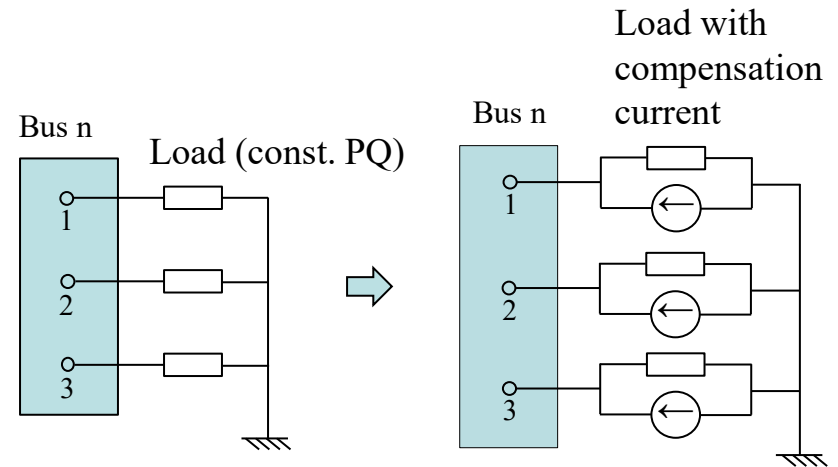 Bus n
Load (const. PQ)
1
2
3
Load with
compensation
current
Bus n
1
2
3